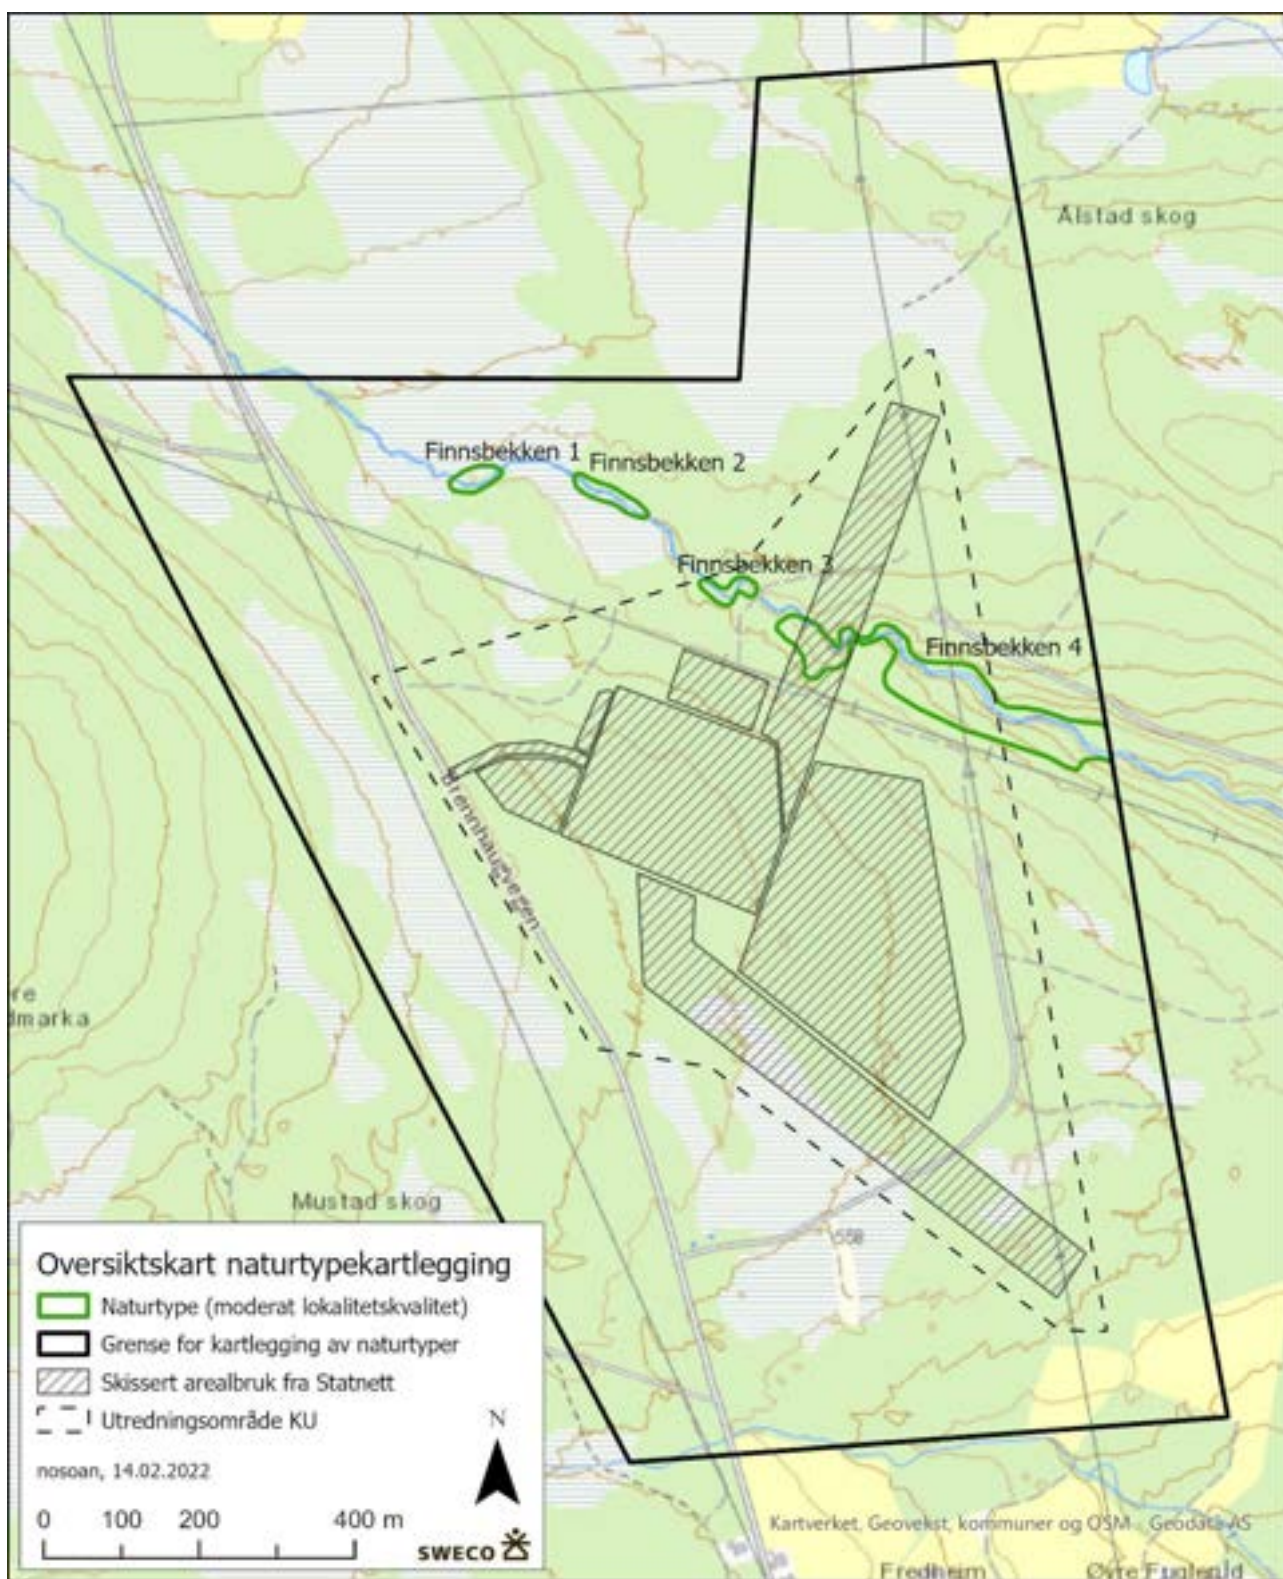 Ålstad skog
Finnsbekken 1
Finnsbekken 2
Finnsbekken 3
Finnsbekken 4
Brennhaugvegen
Mustad skog
558
Oversiktskart naturtypekartlegging
Naturtype (moderat lokalitetskvalitet)
Grense for kartlegging av naturtyper
Skissert arealbruk fra Statnett
Utredningsområde KU
N
nosoan, 14.02.2022
0 100 200 400 m
SWECO
Kartverket, Geovekst, kommuner og OSM - Geodata AS
Fredheim
Øvre